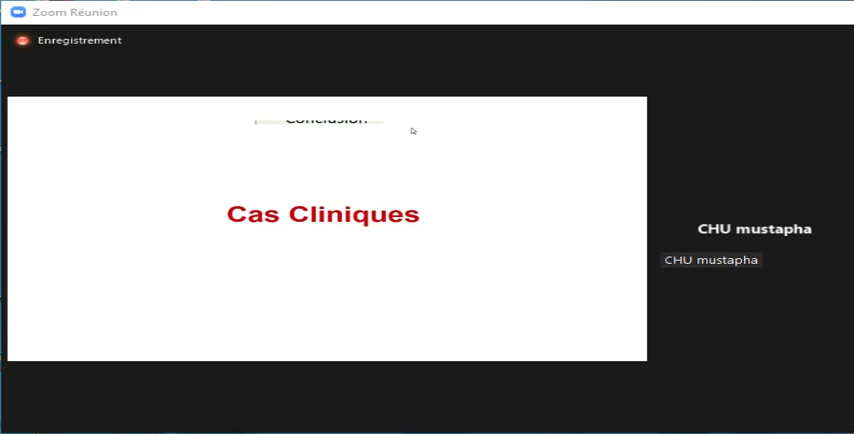 Zoom Réunion
Enregistrement
Conclusion
Cas Cliniques
CHU mustapha
CHU mustapha